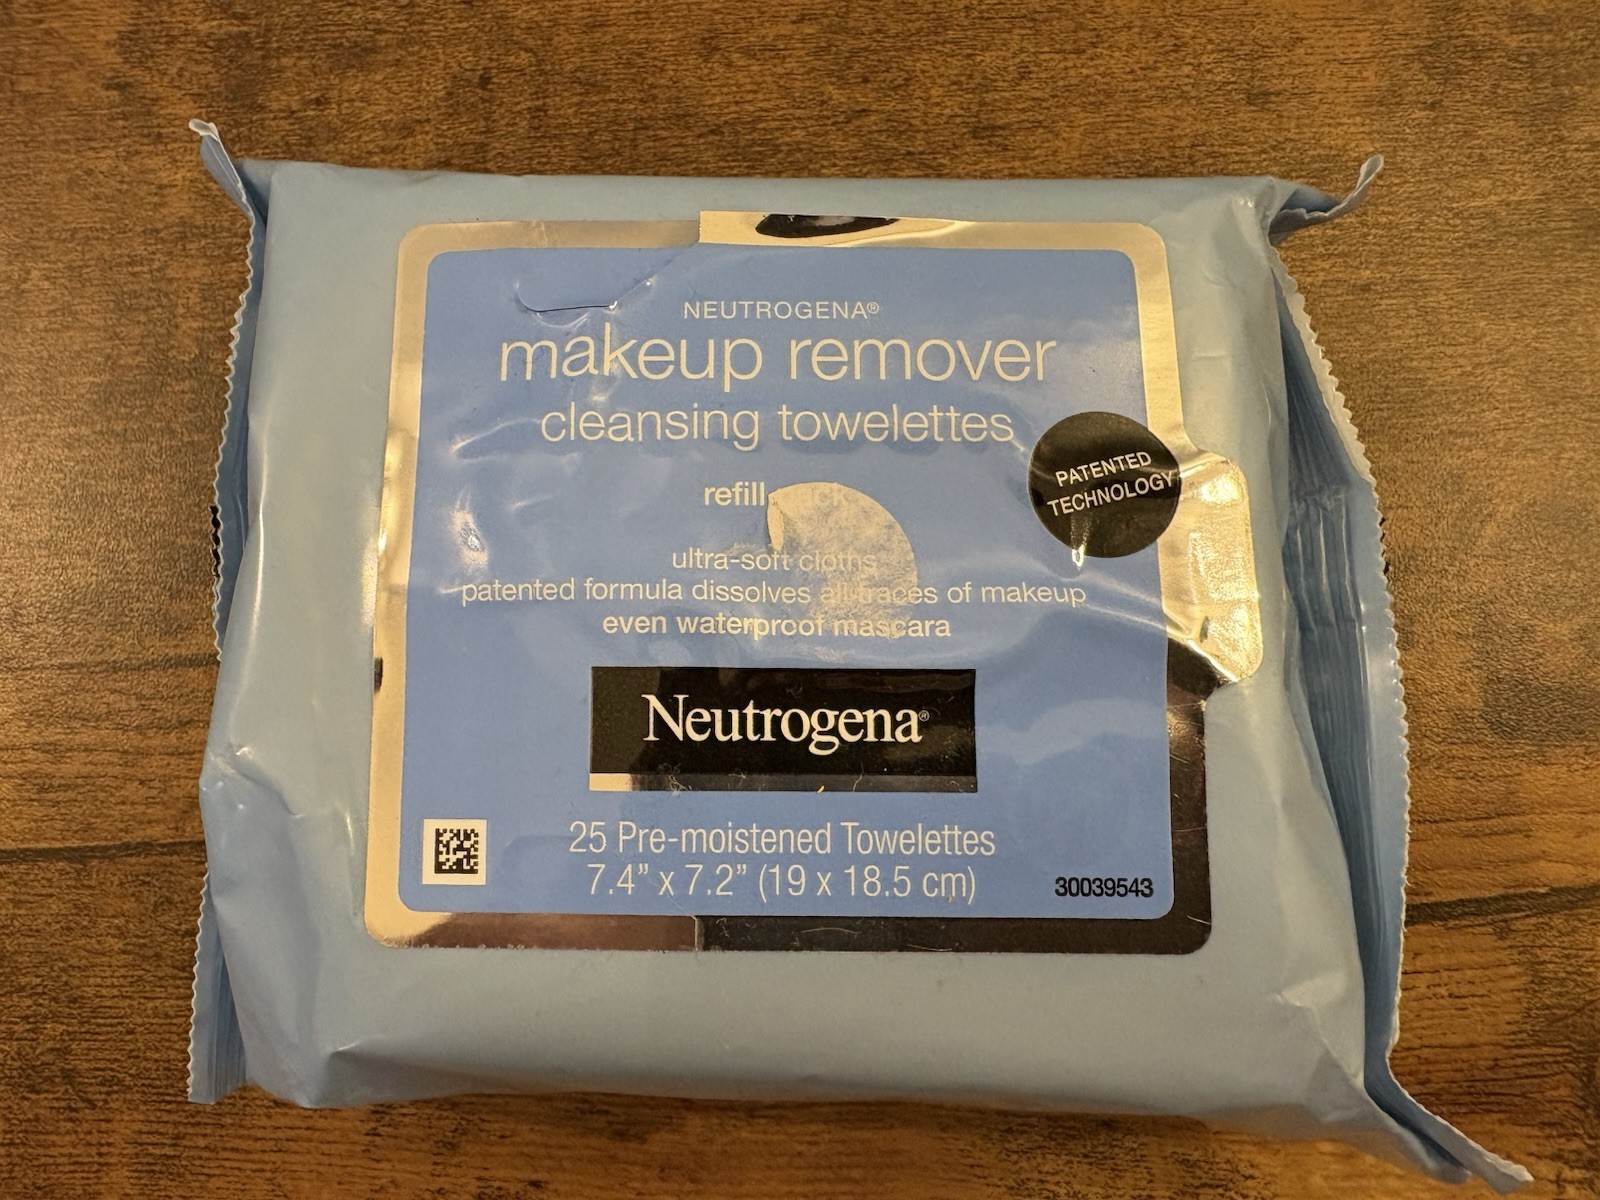 NEUTROGENA®
makeup remover
cleansing towelettes
refill
PATENTED
TECHNOLOGY
ultra-soft cloths
patented formula dissolves all traces of makeup
even waterproof mascara
Neutrogena®
25 Pre-moistened Towelettes
7.4” x 7.2” (19 x 18.5 cm)
30039543